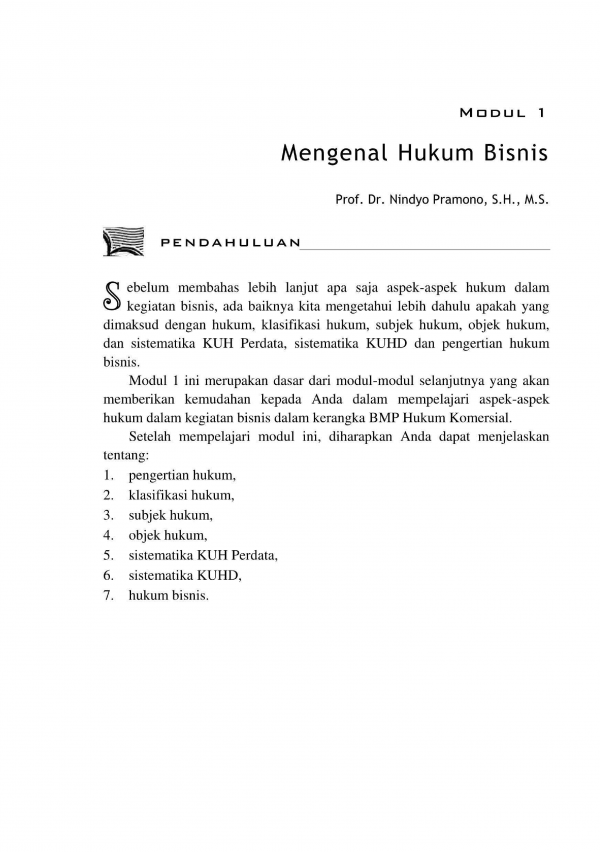 Modul 1
Mengenal Hukum Bisnis
Prof. Dr. Nindyo Pramono, S.H., M.S.
PENDAHULUAN
Sebelum membahas lebih lanjut apa saja aspek-aspek hukum dalam
kegiatan bisnis, ada baiknya kita mengetahui lebih dahulu apakah yang
dimaksud dengan hukum, klasifikasi hukum, subjek hukum, objek hukum,
dan sistematika KUH Perdata, sistematika KUHD dan pengertian hukum
bisnis.
Modul 1 ini merupakan dasar dari modul-modul selanjutnya yang akan
memberikan kemudahan kepada Anda dalam mempelajari aspek-aspek
hukum dalam kegiatan bisnis dalam kerangka BMP Hukum Komersial.
Setelah mempelajari modul ini, diharapkan Anda dapat menjelaskan
tentang:
1. pengertian hukum,
2. klasifikasi hukum,
3. subjek hukum,
4. objek hukum,
5. sistematika KUH Perdata,
6. sistematika KUHD,
7. hukum bisnis.